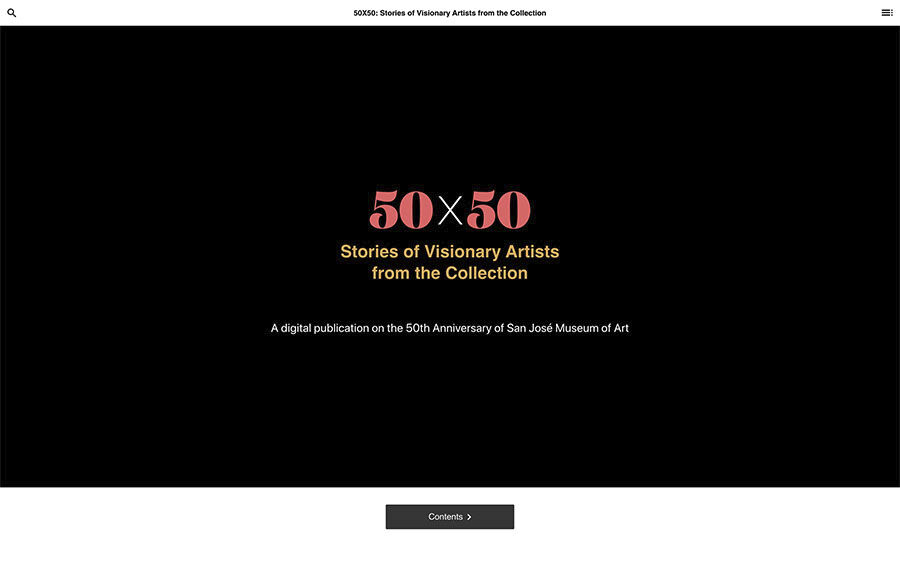 50X50: Stories of Visionary Artists from the Collection
50X50
Stories of Visionary Artists
from the Collection
A digital publication on the 50th Anniversary of San José Museum of Art
Contents